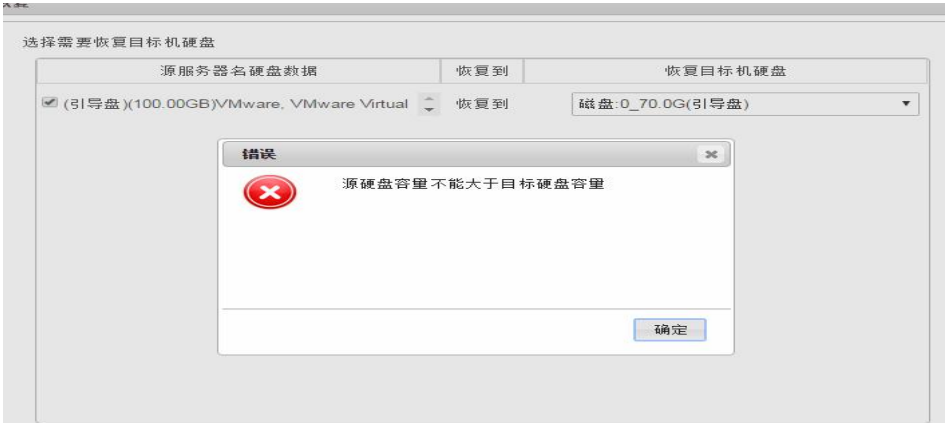 选择需要恢复目标机硬盘
源服务器名硬盘数据 恢复到 恢复目标机硬盘
(引导盘)(100.00GB)VMware, VMware Virtual 恢复到 磁盘:0_70.0G(引导盘)
错误
源硬盘容量不能大于目标硬盘容量
确定